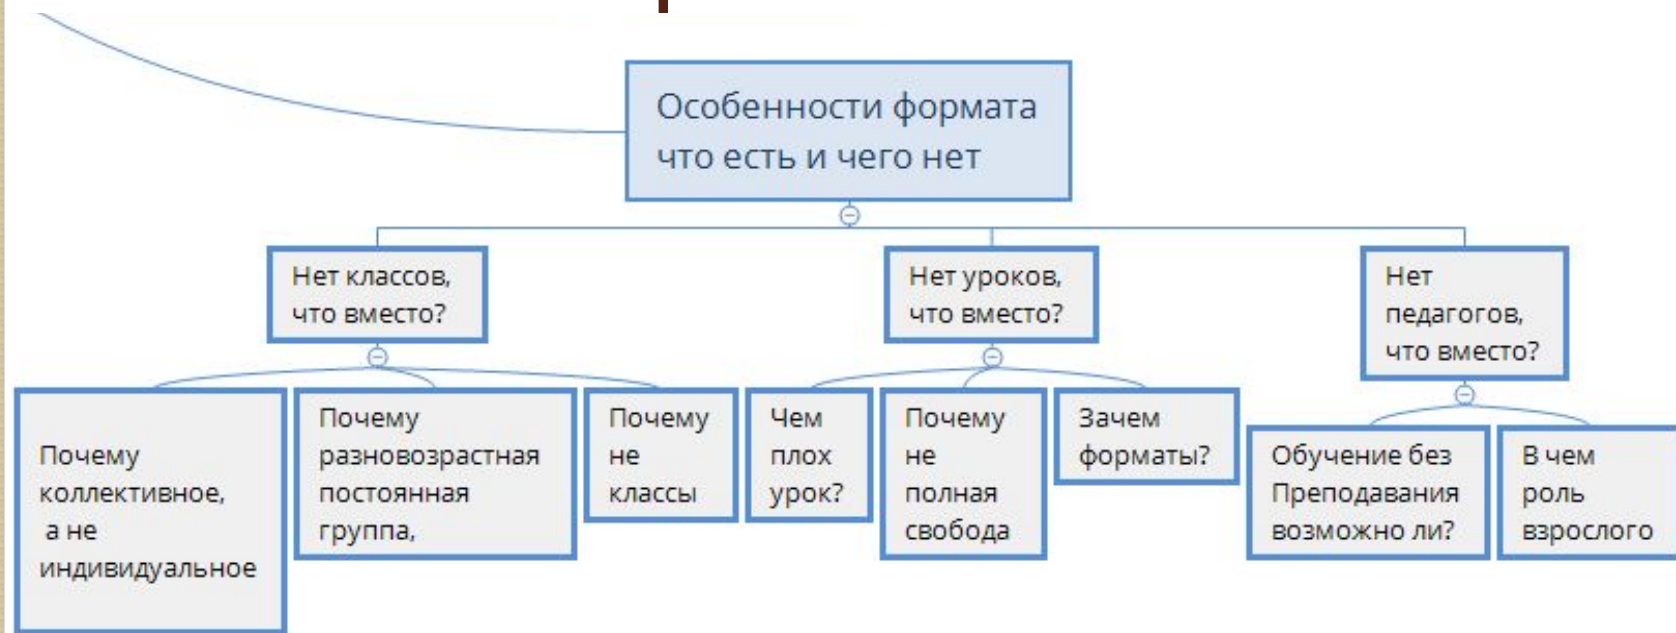 Особенности формата
что есть и чего нет
Нет классов,
что вместо?
Нет уроков,
что вместо?
Нет
педагогов,
что вместо?
Почему
коллективное,
а не
индивидуальное
Почему
разновозрастная
постоянная
группа,
Почему
не
классы
Чем
плох
урок?
Почему
не
полная
свобода
Зачем
форматы?
Обучение без
Преподавания
возможно ли?
В чем
роль
взрослого